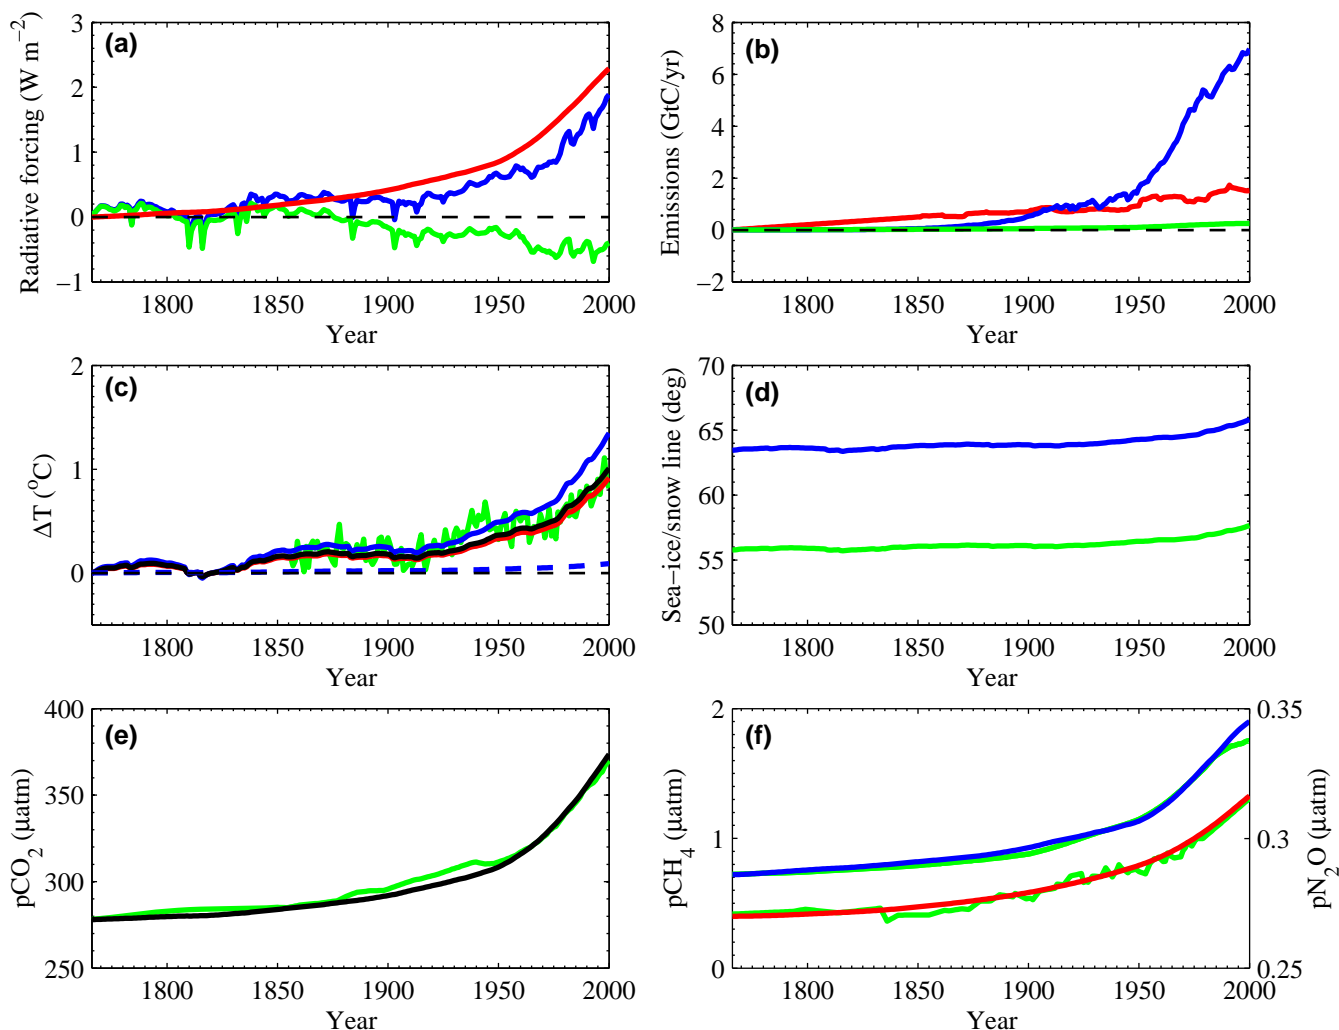 (a)
Radiative forcing (W m−2)
3
2
1
0
−1
1800 1850 1900 1950 2000
Year
(b)
Emissions (GtC/yr)
8
6
4
2
0
−2
1800 1850 1900 1950 2000
Year
(c)
ΔT (oC)
2
1
0
1800 1850 1900 1950 2000
Year
(d)
Sea−ice/snow line (deg)
70
65
60
55
50
1800 1850 1900 1950 2000
Year
(e)
pCO2 (μatm)
400
350
300
250
1800 1850 1900 1950 2000
Year
(f)
pCH4 (μatm)
2
1
0
0.35
0.3
0.25
pN2O (μatm)
1800 1850 1900 1950 2000
Year